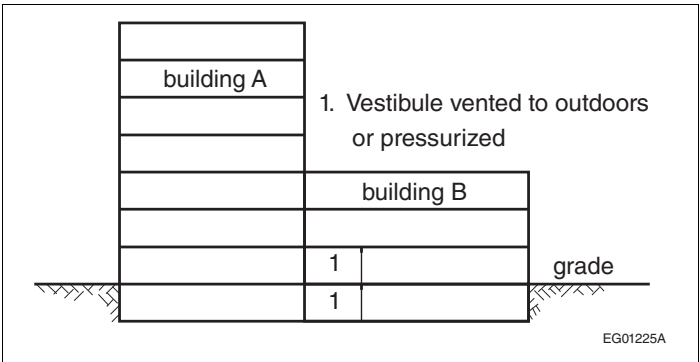 building A
1. Vestibule vented to outdoors
or pressurized
building B
1
grade
1
EG01225A